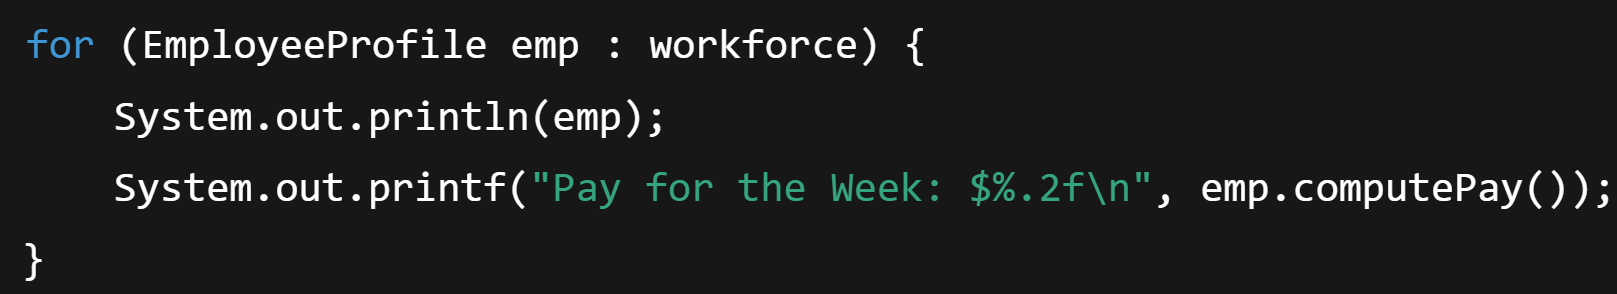 for (EmployeeProfile emp : workforce) {
    System.out.println(emp);
    System.out.printf("Pay for the Week: $%.2f\n", emp.computePay());
}